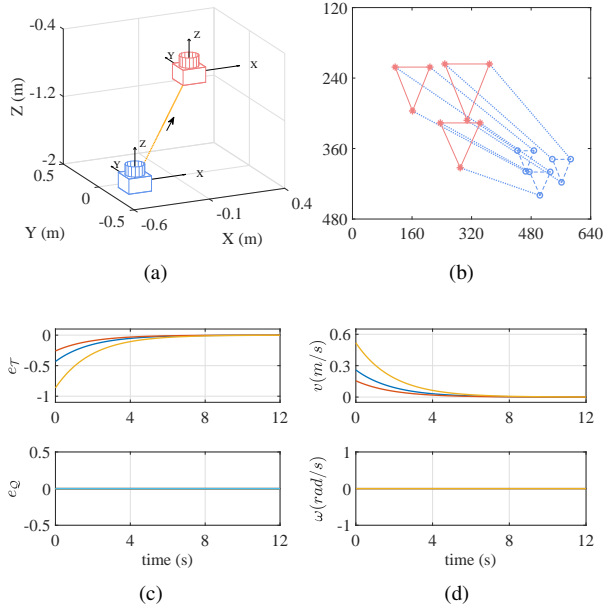 -0.4
-1.2
-2
Z (m)
0.5
0
-0.5
Y (m)
-0.6
-0.1
0.4
X (m)
Z
Y
X
Z
Y
X
(a)
120
240
360
480
0
160
320
480
640
(b)
0
-0.5
-1
e_𝒯
0
4
8
12
0.5
0
-0.5
e_𝒬
0
4
8
12
time (s)
(c)
0.6
0.3
0
v(m/s)
0
4
8
12
1
0
-1
ω(rad/s)
0
4
8
12
time (s)
(d)